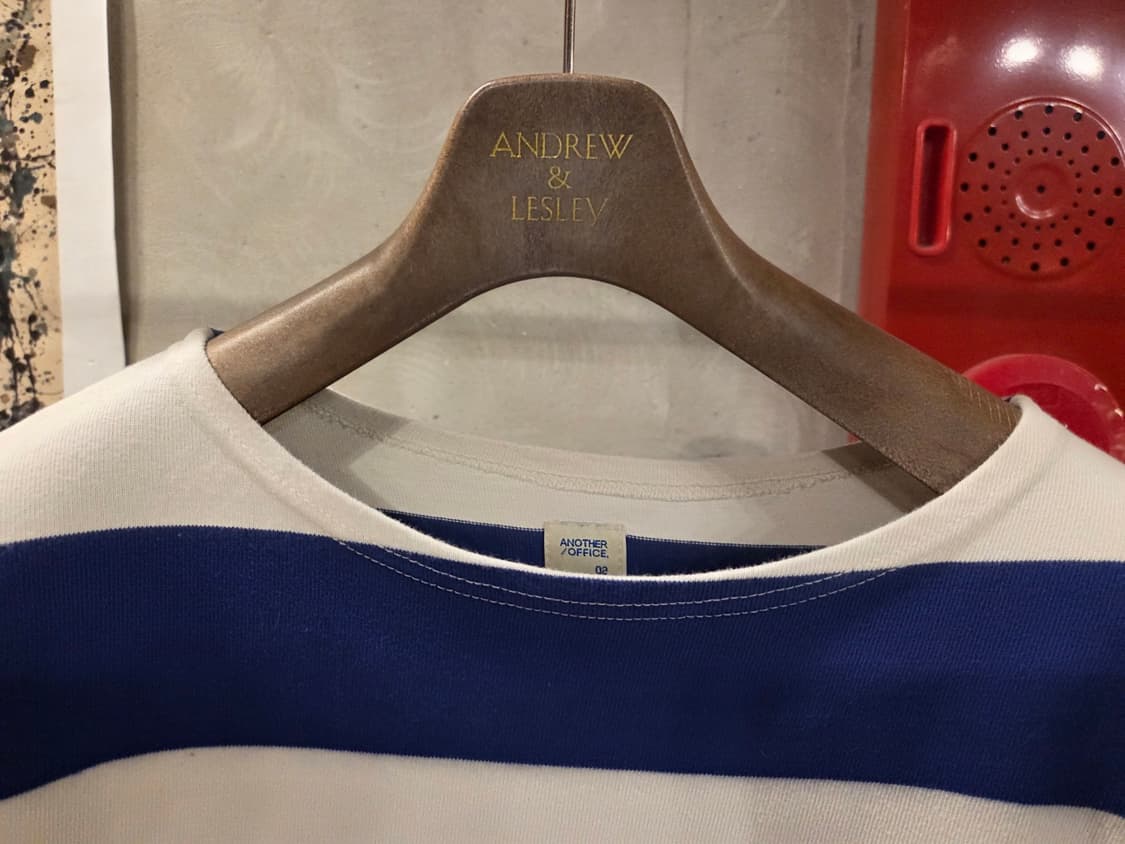 ANDREW
&
LESLEY
ANOTHER
/OFFICE.
02